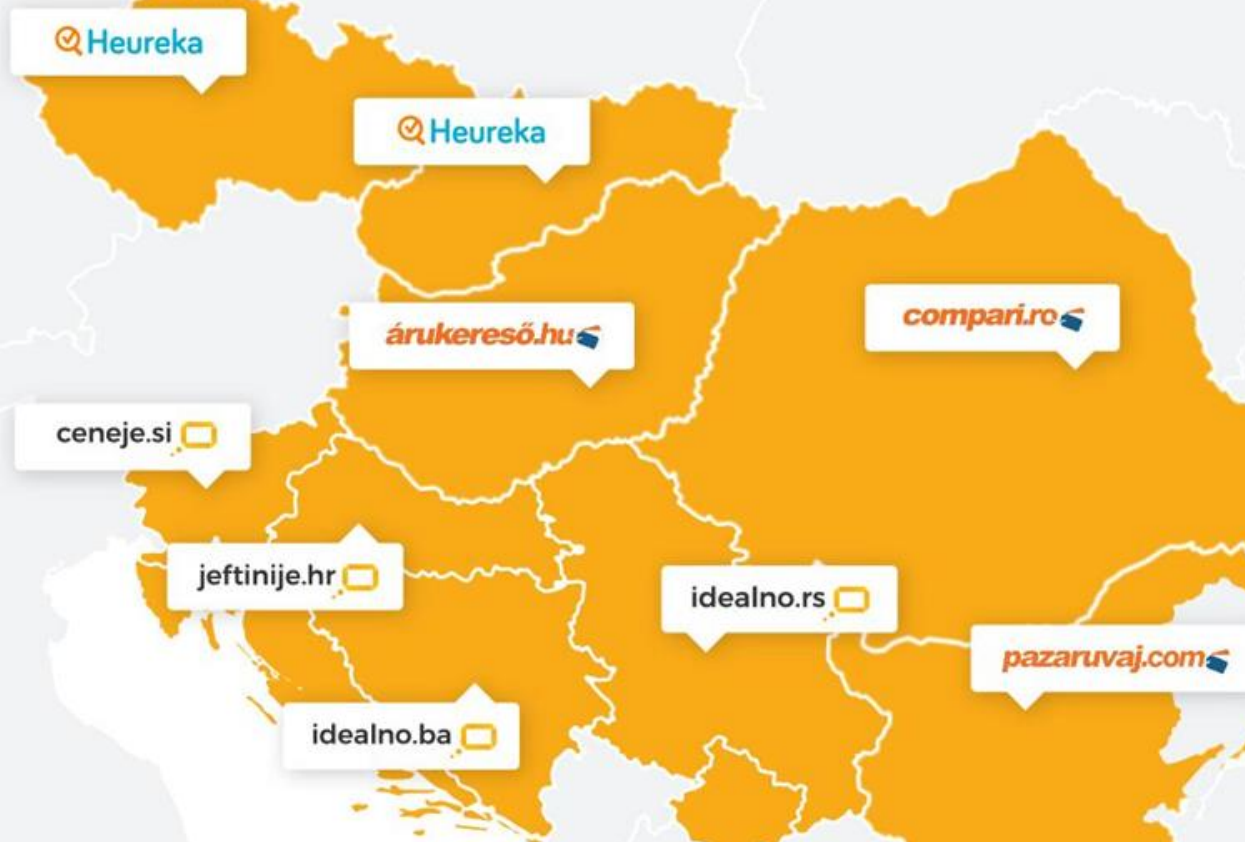 Heureka
Heureka
árukereső.hu
compari.ro
ceneje.si
jeftinije.hr
idealno.rs
pazaruvaj.com
idealno.ba